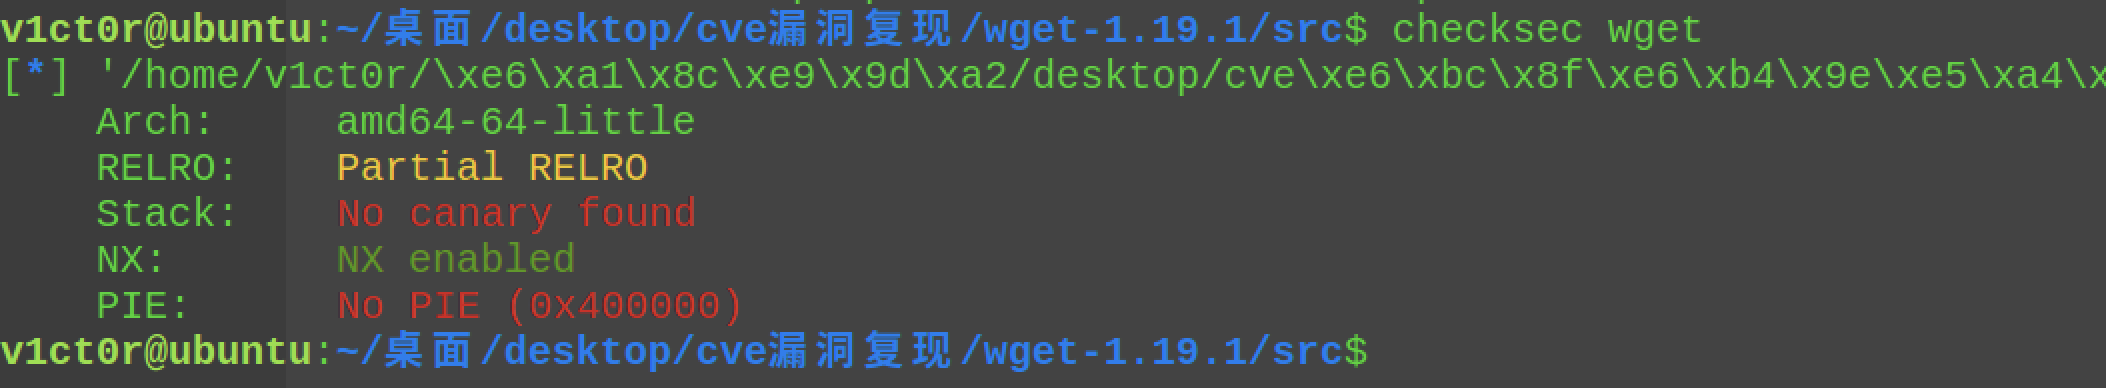 v1ct0r@ubuntu:~/桌面/desktop/cve漏洞复现/wget-1.19.1/src$ checksec wget
[*] '/home/v1ct0r/\xe6\xa1\x8c\xe9\x9d\xa2/desktop/cve\xe6\xbc\x8f\xe6\xb4\x9e\xe5\xa4\x
Arch: amd64-64-little
RELRO: Partial RELRO
Stack: No canary found
NX: NX enabled
PIE: No PIE (0x400000)
v1ct0r@ubuntu:~/桌面/desktop/cve漏洞复现/wget-1.19.1/src$